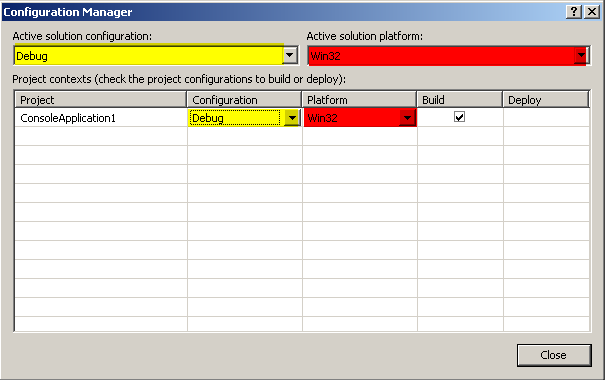 Configuration Manager
Active solution configuration: Active solution platform:
Debug Win32
Project contexts (check the project configurations to build or deploy):
Project Configuration Platform Build Deploy
ConsoleApplication1 Debug Win32
Close